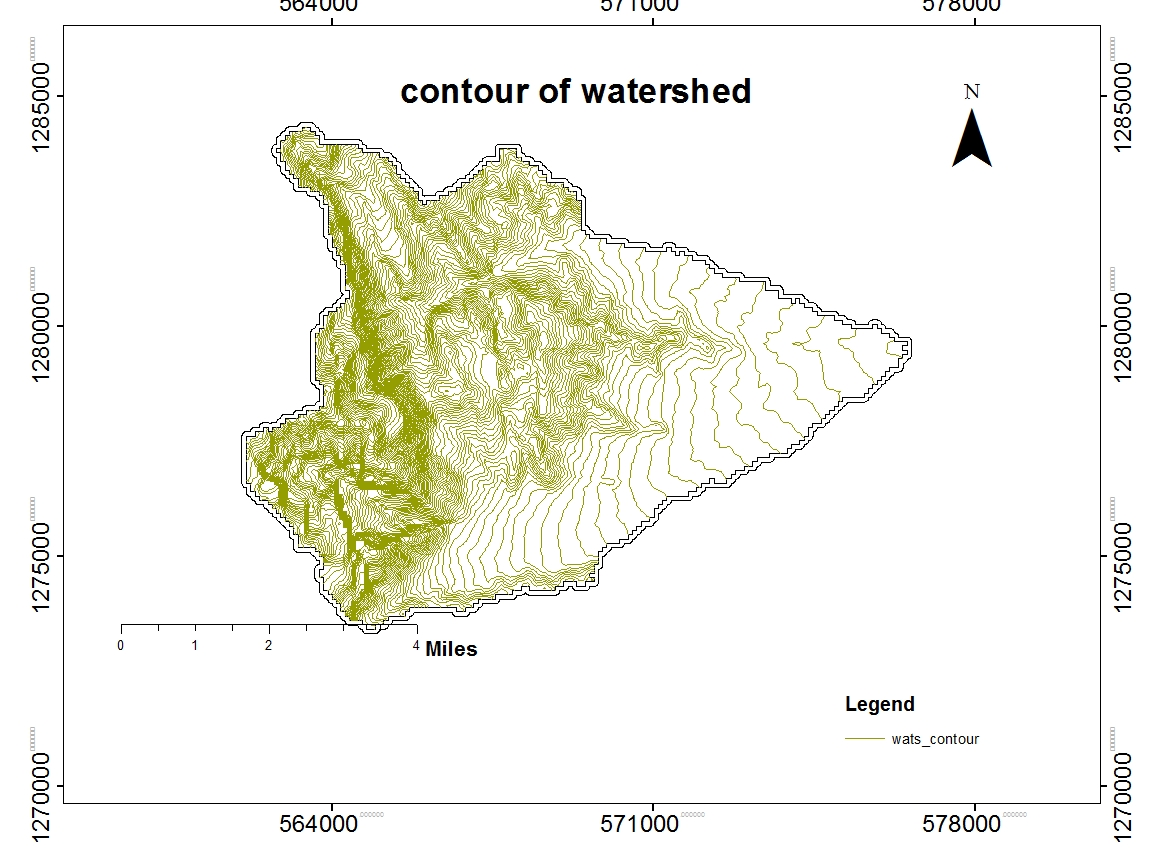 564000 571000 578000
contour of watershed
N
1285000 1285000
1280000 1280000
1275000 1275000
0 1 2 4 Miles
Legend
wats_contour
1270000 1270000
564000 571000 578000